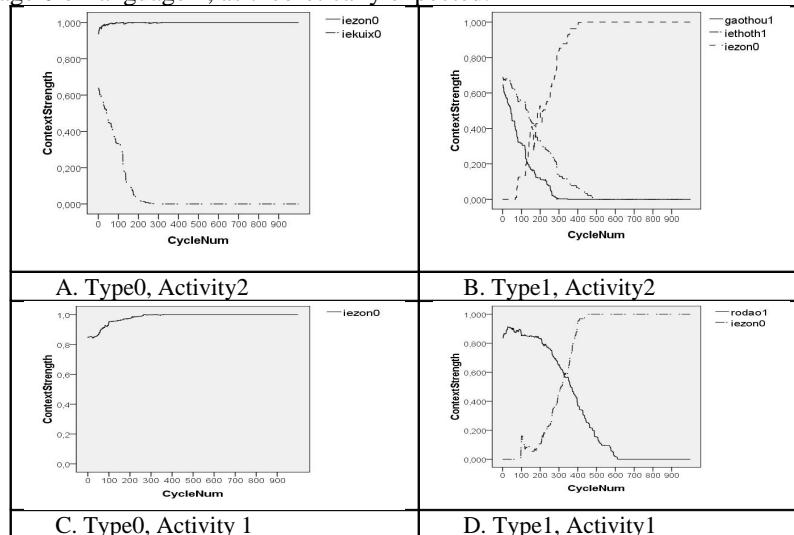 as theoretically expected.
1,000
0,800
0,600
0,400
0,200
0,000
ContextStrength
0 100 200 300 400 500 600 700 800 900
CycleNum
iezon0
iekuix0
1,000
0,800
0,600
0,400
0,200
0,000
ContextStrength
0 100 200 300 400 500 600 700 800 900
CycleNum
gaothou1
iethoth1
iezon0
A. Type0, Activity2
B. Type1, Activity2
1,0
0,8
0,6
0,4
0,2
0,0
ContextStrength
0 100 200 300 400 500 600 700 800 900
CycleNum
iezon0
1,000
0,800
0,600
0,400
0,200
0,000
ContextStrength
0 100 200 300 400 500 600 700 800 900
CycleNum
rodao1
iezon0
C. Type0, Activity 1
D. Type1, Activity1